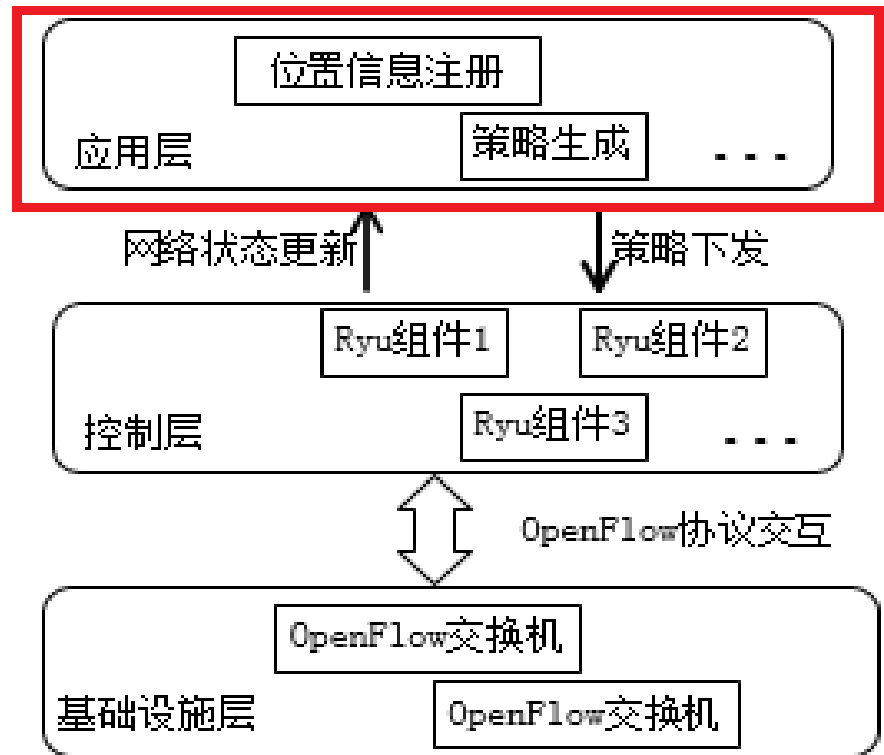 位置信息注册
应用层
策略生成
...
网络状态更新
策略下发
Ryu组件1
Ryu组件2
控制层
Ryu组件3
...
OpenFlow协议交互
OpenFlow交换机
基础设施层
OpenFlow交换机